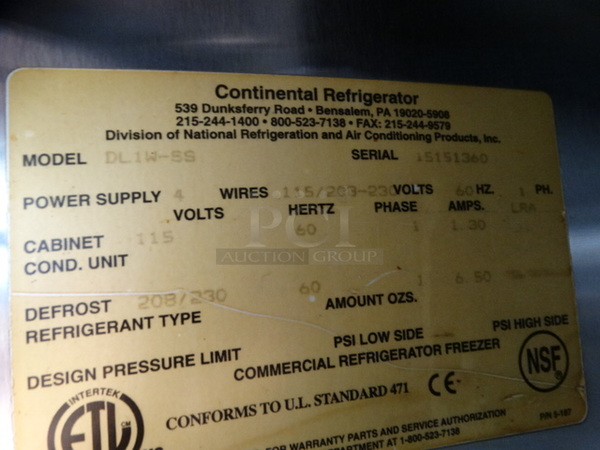 Continental Refrigerator
539 Dunksferry Road • Bensalem, PA 19020-5908
215-244-1400 • 800-523-7138 • FAX: 215-244-9579
Division of National Refrigeration and Air Conditioning Products, Inc.
MODEL DL1W-SS SERIAL 15151360
POWER SUPPLY 4 WIRES 115/208-230 VOLTS 60 HZ. 1 PH.
VOLTS HERTZ PHASE AMPS. LRA
CABINET 115 60 1 1.30
COND. UNIT
PCI
AUCTION GROUP
DEFROST 208/230 60 1 6.50
REFRIGERANT TYPE AMOUNT OZS.
DESIGN PRESSURE LIMIT PSI LOW SIDE PSI HIGH SIDE
COMMERCIAL REFRIGERATOR FREEZER
NSF
INTERTEK
ETL
CM
CONFORMS TO U.L. STANDARD 471 CE
FOR WARRANTY PARTS AND SERVICE AUTHORIZATION
DEPARTMENT AT 1-800-523-7138
P/N 5-187